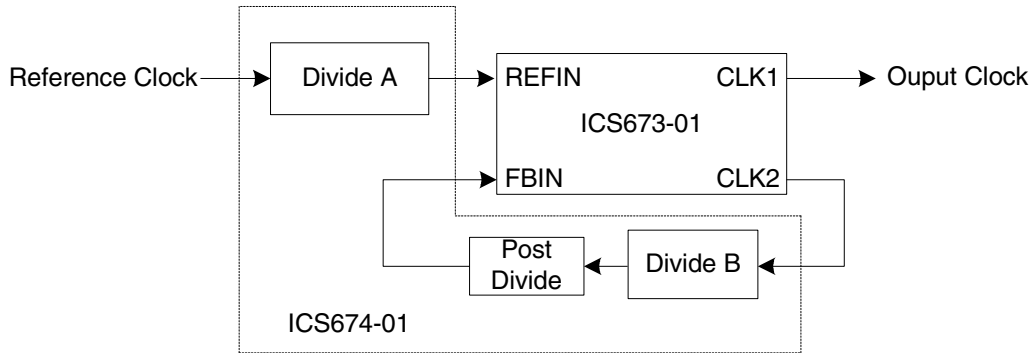 Reference Clock
Divide A
REFIN
CLK1
Ouput Clock
ICS673-01
FBIN
CLK2
Post
Divide
Divide B
ICS674-01